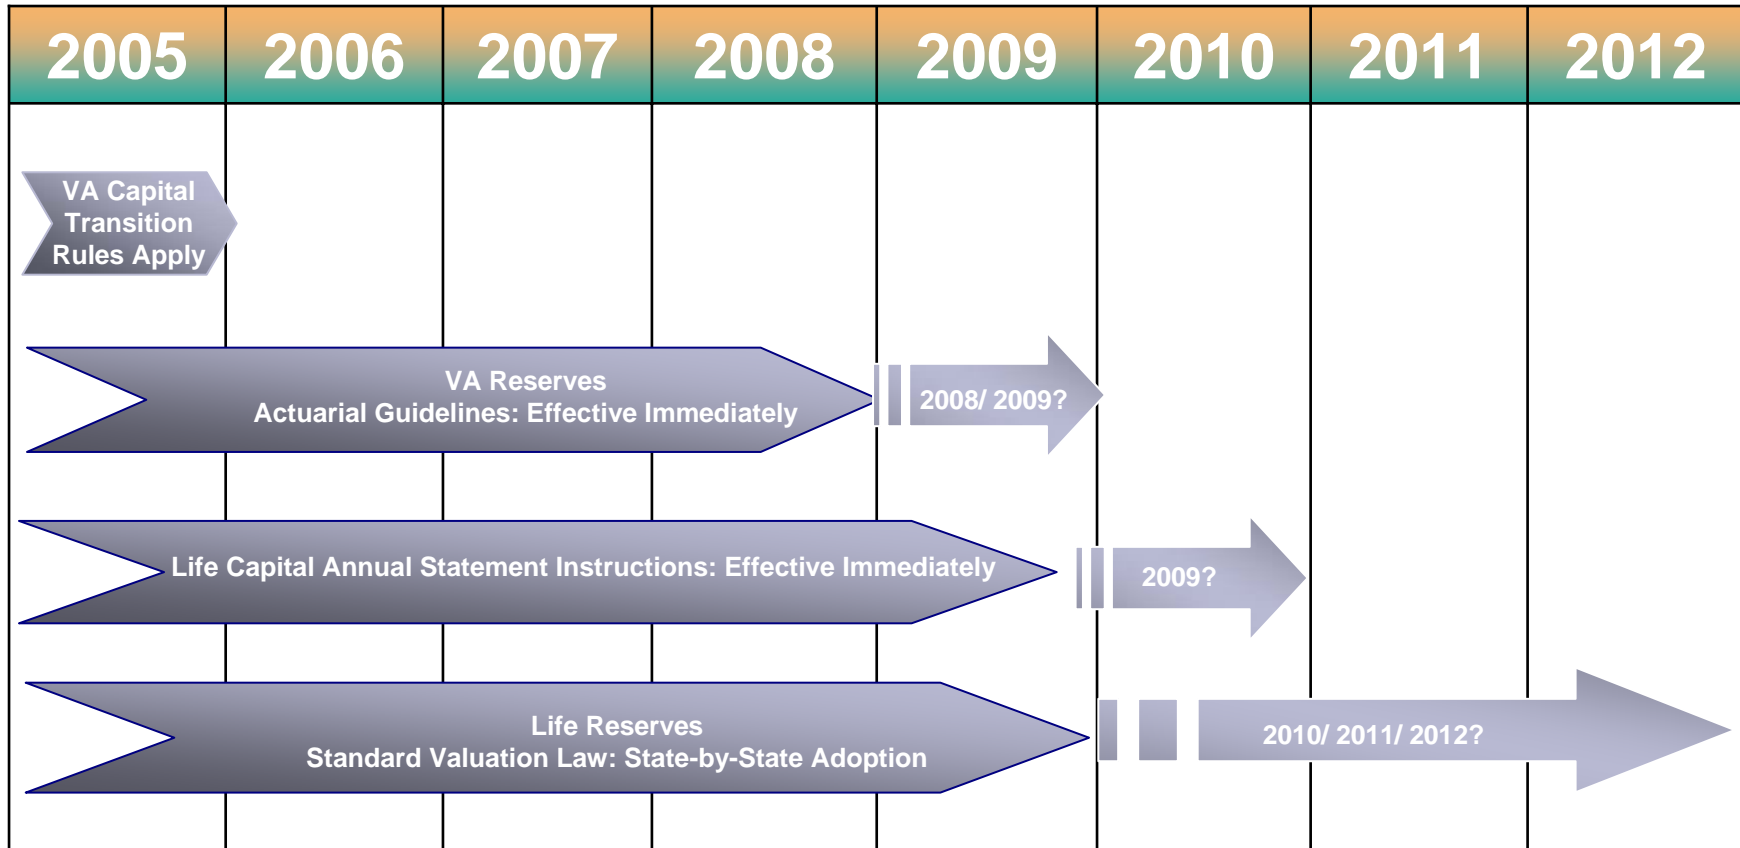 2005 2006 2007 2008 2009 2010 2011 2012
VA Capital
Transition
Rules Apply
VA Reserves
Actuarial Guidelines: Effective Immediately
2008/ 2009?
Life Capital Annual Statement Instructions: Effective Immediately
2009?
Life Reserves
Standard Valuation Law: State-by-State Adoption
2010/ 2011/ 2012?